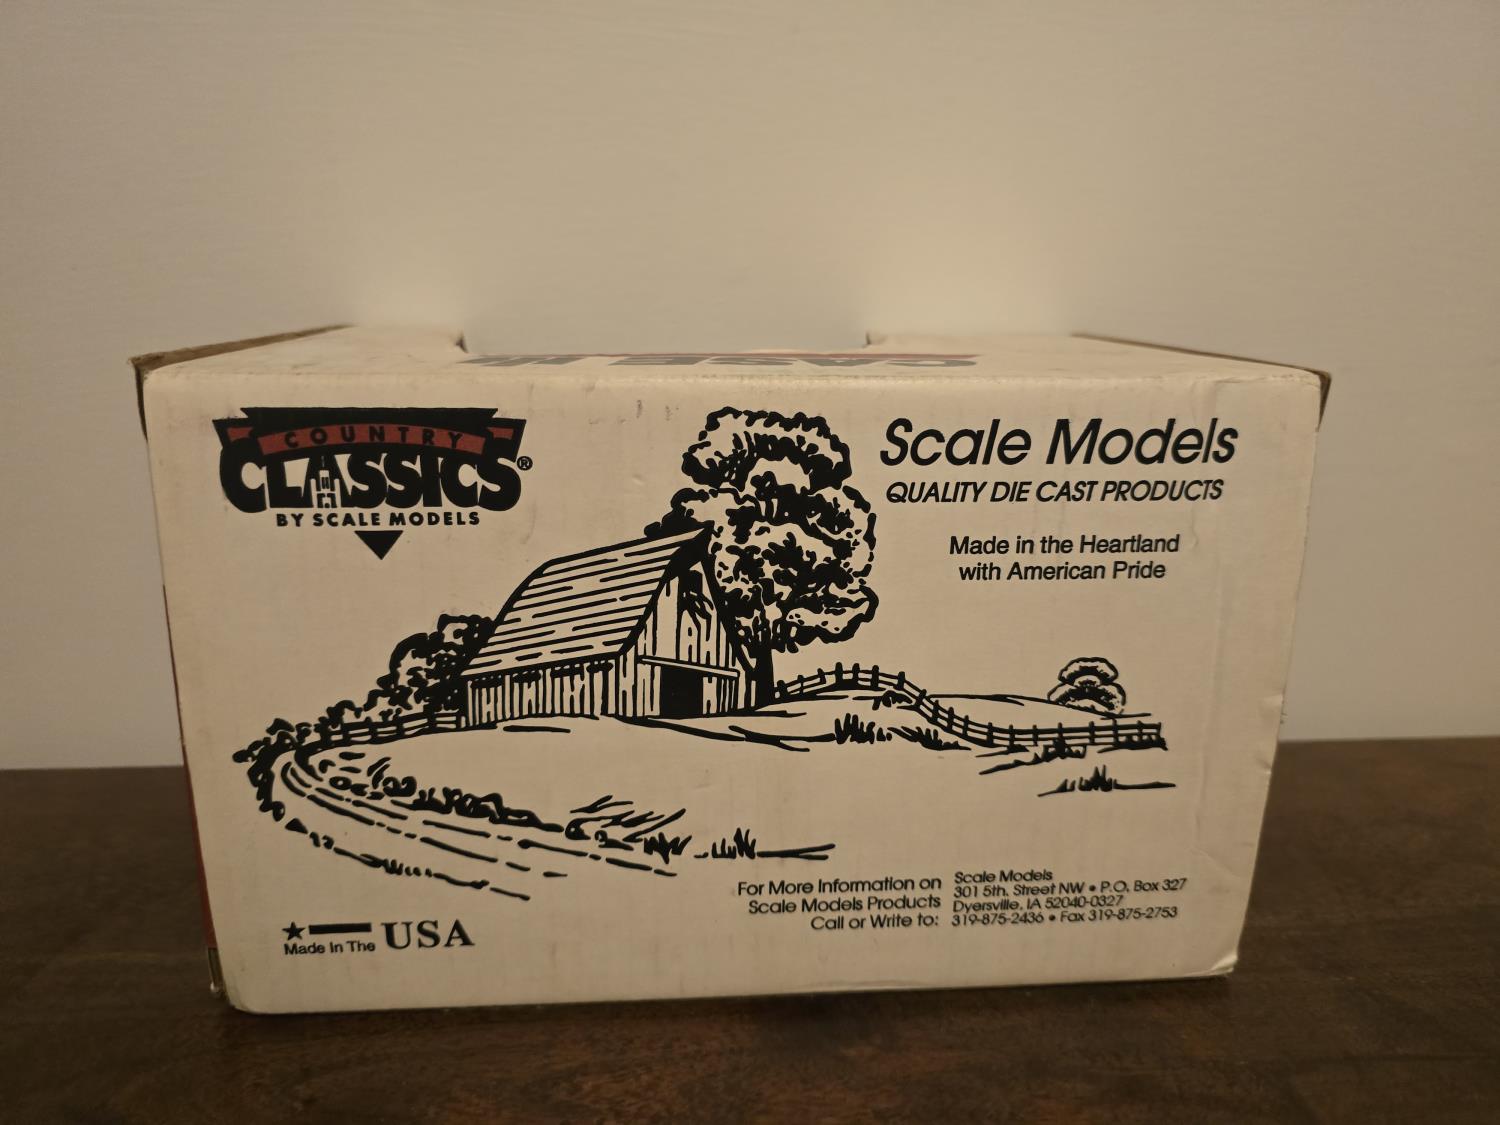 CASE IH
COUNTRY
CLASSICS®
BY SCALE MODELS
Scale Models
QUALITY DIE CAST PRODUCTS
Made in the Heartland
with American Pride
For More Information on
Scale Models Products
Call or Write to:
Scale Models
301 5th. Street NW • P.O. Box 327
Dyersville, IA 52040-0327
319-875-2436 • Fax 319-875-2753
Made In The USA